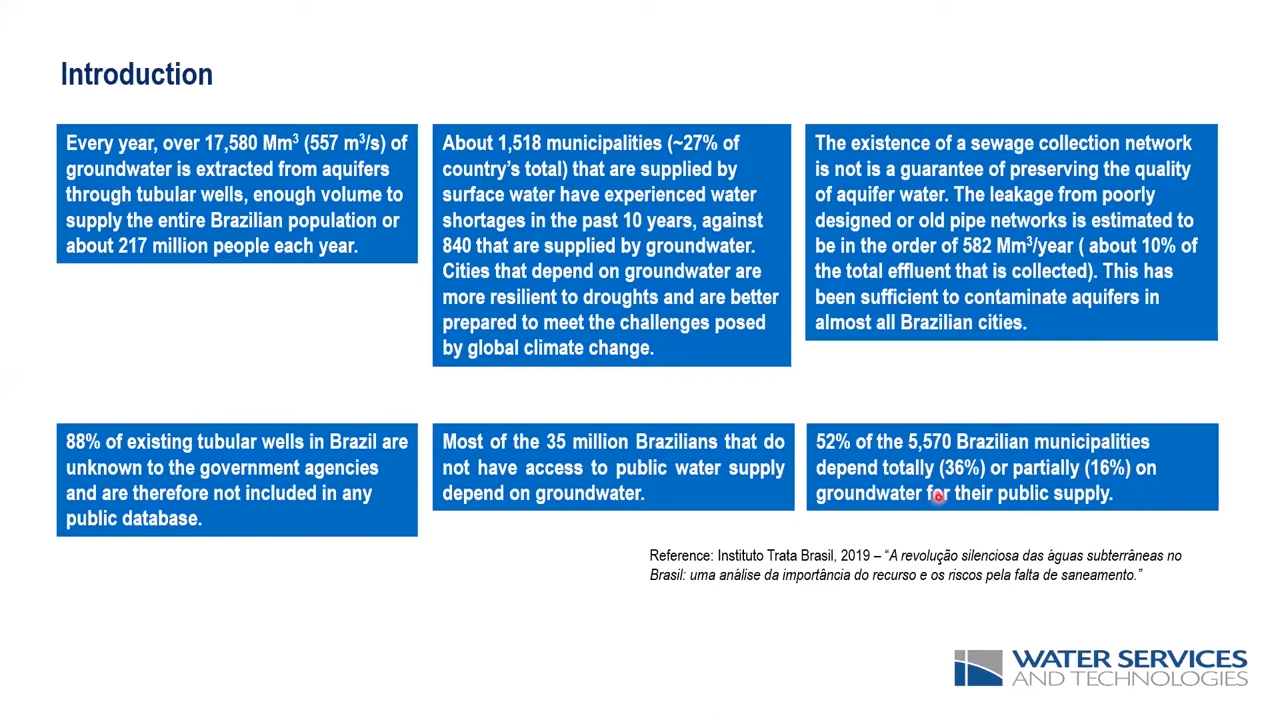 Introduction
Every year, over 17,580 Mm³ (557 m³/s) of
groundwater is extracted from aquifers
through tubular wells, enough volume to
supply the entire Brazilian population or
about 217 million people each year.
About 1,518 municipalities (~27% of
country's total) that are supplied by
surface water have experienced water
shortages in the past 10 years, against
840 that are supplied by groundwater.
Cities that depend on groundwater are
more resilient to droughts and are better
prepared to meet the challenges posed
by global climate change.
The existence of a sewage collection network
is not is a guarantee of preserving the quality
of aquifer water. The leakage from poorly
designed or old pipe networks is estimated to
be in the order of 582 Mm³/year ( about 10% of
the total effluent that is collected). This has
been sufficient to contaminate aquifers in
almost all Brazilian cities.
88% of existing tubular wells in Brazil are
unknown to the government agencies
and are therefore not included in any
public database.
Most of the 35 million Brazilians that do
not have access to public water supply
depend on groundwater.
52% of the 5,570 Brazilian municipalities
depend totally (36%) or partially (16%) on
groundwater for their public supply.
Reference: Instituto Trata Brasil, 2019 – “A revolução silenciosa das águas subterrâneas no
Brasil: uma análise da importância do recurso e os riscos pela falta de saneamento.”
WATER SERVICES
AND TECHNOLOGIES